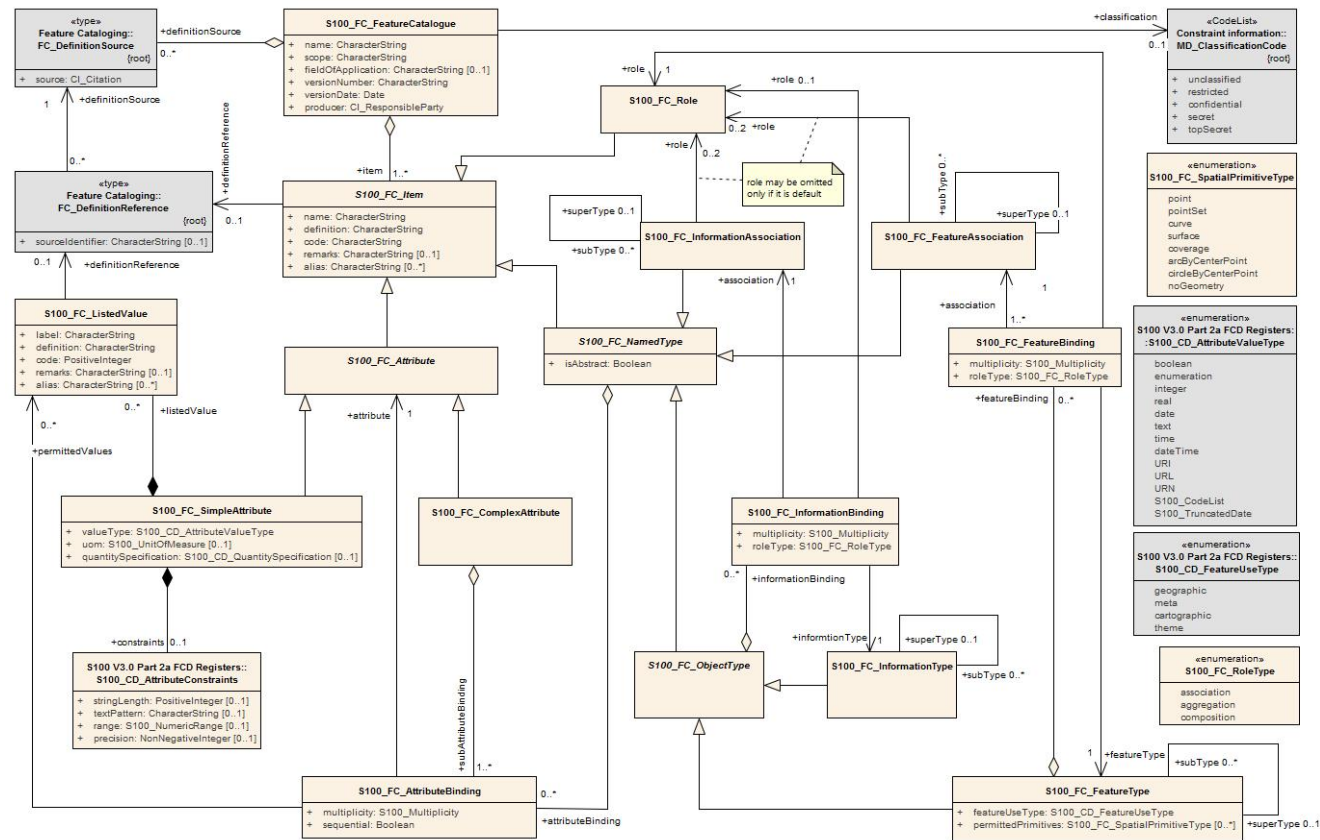 «type»
Feature Cataloging::
FC_DefinitionSource
{root}
+ source: CI_Citation
+definitionSource
0..*
S100_FC_FeatureCatalogue
+ name: CharacterString
+ scope: CharacterString
+ fieldOfApplication: CharacterString [0..1]
+ versionNumber: CharacterString
+ versionDate: Date
+ producer: CI_ResponsibleParty
+classification
0..1
«CodeList»
Constraint information::
MD_ClassificationCode
{root}
+ unclassified
+ restricted
+ confidential
+ secret
+ topSecret
1
+definitionSource
0..*
+definitionReference
0..1
+item
1..*
+role
1
+role 0..1
S100_FC_Role
0..2
+role
+role
0..2
role may be omitted
only if it is default
«type»
Feature Cataloging::
FC_DefinitionReference
{root}
+ sourceIdentifier: CharacterString [0..1]
0..1
+definitionReference
S100_FC_Item
+ name: CharacterString
+ definition: CharacterString
+ code: CharacterString
+ remarks: CharacterString [0..1]
+ alias: CharacterString [0..*]
+superType 0..1
+subType 0..*
S100_FC_InformationAssociation
+subType 0..*
+superType 0..1
S100_FC_FeatureAssociation
«enumeration»
S100_FC_SpatialPrimitiveType
point
pointSet
curve
surface
coverage
arcByCenterPoint
circleByCenterPoint
noGeometry
+association
1
+association
1
1..*
S100_FC_ListedValue
+ label: CharacterString
+ definition: CharacterString
+ code: PositiveInteger
+ remarks: CharacterString [0..1]
+ alias: CharacterString [0..*]
0..*
+listedValue
0..*
+permittedValues
S100_FC_Attribute
+attribute
1
S100_FC_NamedType
+ isAbstract: Boolean
S100_FC_FeatureBinding
+ multiplicity: S100_Multiplicity
+ roleType: S100_FC_RoleType
+featureBinding
0..*
«enumeration»
S100 V3.0 Part 2a FCD Registers:
:S100_CD_AttributeValueType
boolean
enumeration
integer
real
date
text
time
dateTime
URI
URL
URN
S100_CodeList
S100_TruncatedDate
S100_FC_SimpleAttribute
+ valueType: S100_CD_AttributeValueType
+ uom: S100_UnitOfMeasure [0..1]
+ quantitySpecification: S100_CD_QuantitySpecification [0..1]
S100_FC_ComplexAttribute
S100_FC_InformationBinding
+ multiplicity: S100_Multiplicity
+ roleType: S100_FC_RoleType
0..*
+informationBinding
«enumeration»
S100 V3.0 Part 2a FCD Registers::
S100_CD_FeatureUseType
geographic
meta
cartographic
theme
+constraints
0..1
S100 V3.0 Part 2a FCD Registers::
S100_CD_AttributeConstraints
+ stringLength: PositiveInteger [0..1]
+ textPattern: CharacterString [0..1]
+ range: S100_NumericRange [0..1]
+ precision: NonNegativeInteger [0..1]
+informtionType
1
S100_FC_ObjectType
S100_FC_InformationType
+superType 0..1
+subType 0..*
«enumeration»
S100_FC_RoleType
association
aggregation
composition
+subAttributeBinding
1..*
S100_FC_AttributeBinding
+ multiplicity: S100_Multiplicity
+ sequential: Boolean
0..*
+attributeBinding
1
+featureType
S100_FC_FeatureType
+ featureUseType: S100_CD_FeatureUseType
+ permittedPrimitives: S100_FC_SpatialPrimitiveType [0..*]
+subType 0..*
+superType 0..1